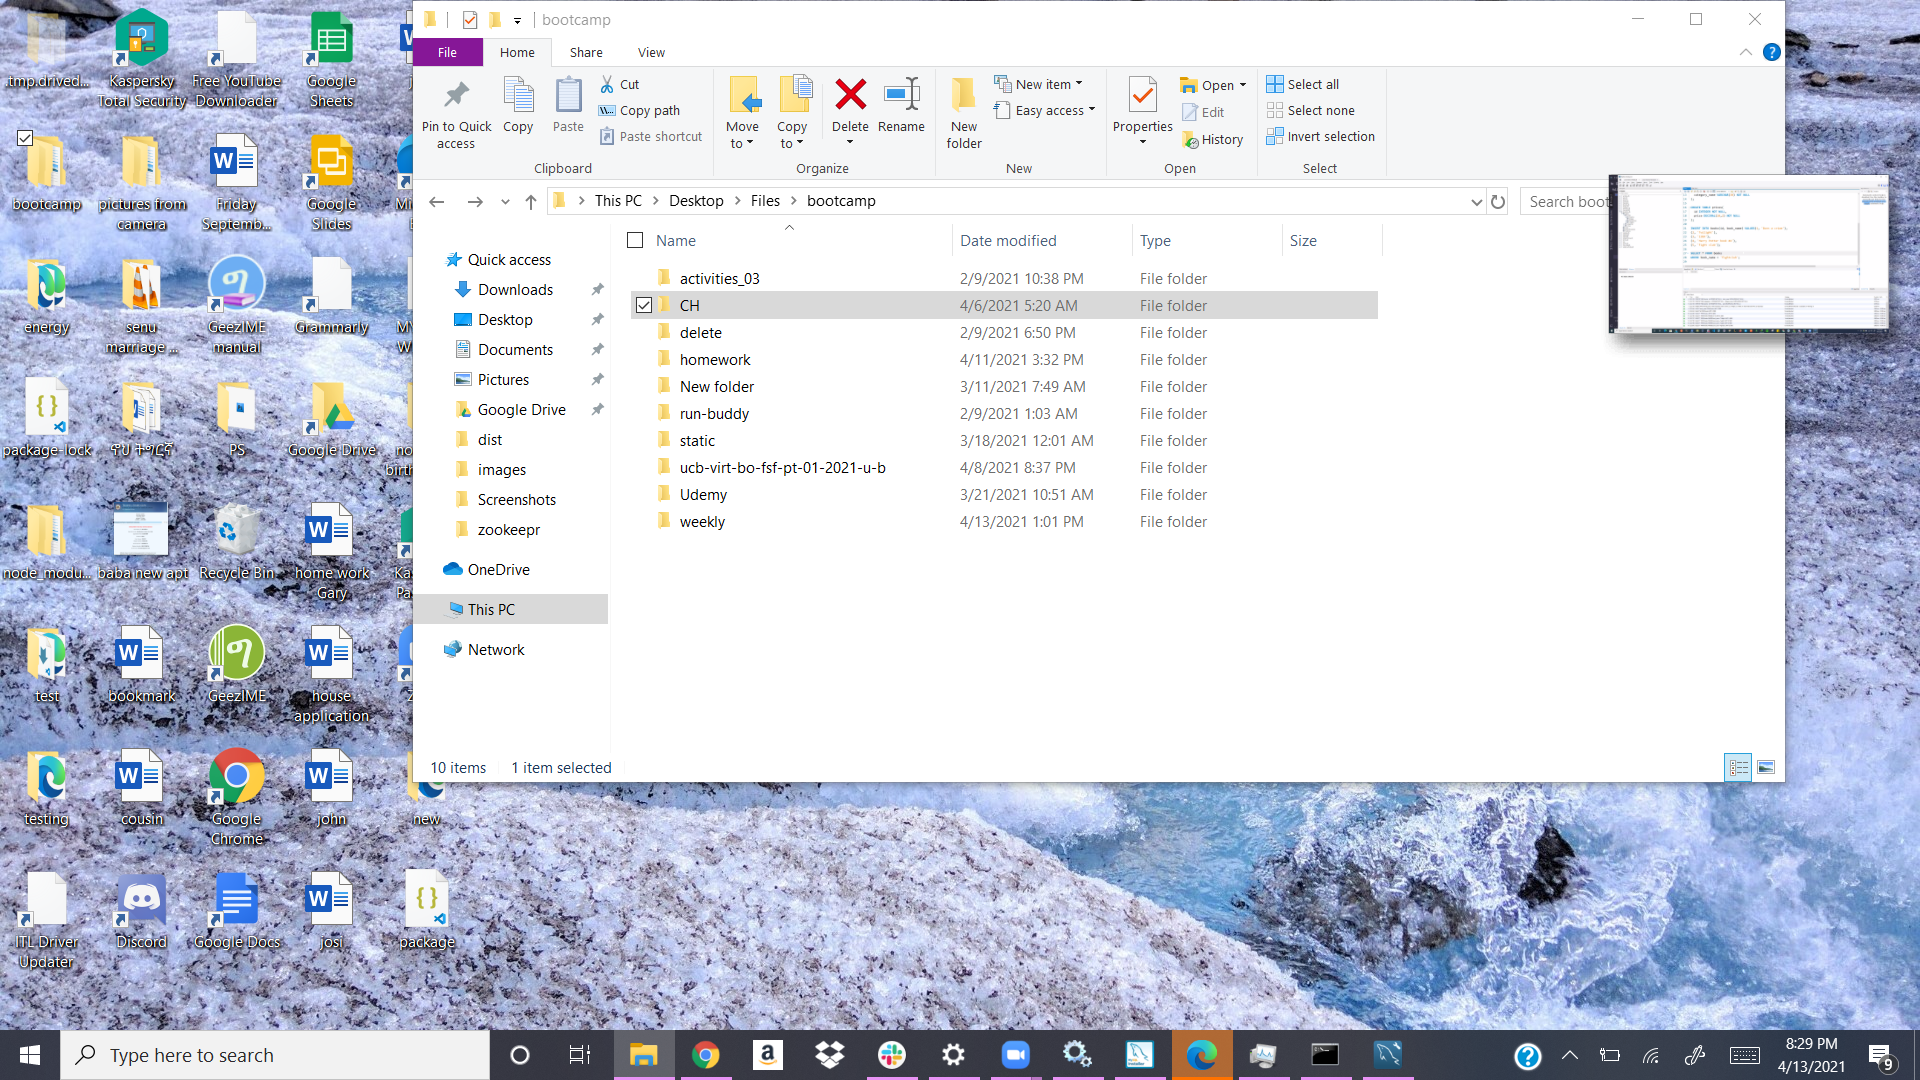 bootcamp
File
Home
Share
View
Pin to Quick access
Copy
Paste
Cut
Copy path
Paste shortcut
Clipboard
Move to
Copy to
Delete
Rename
Organize
New folder
New item
Easy access
New
Properties
Open
Edit
History
Open
Select all
Select none
Invert selection
Select
This PC
Desktop
Files
bootcamp
Search boot
Quick access
Downloads
Desktop
Documents
Pictures
Google Drive
dist
images
Screenshots
zookeepr
OneDrive
This PC
Network
Name Date modified Type Size
activities_03 2/9/2021 10:38 PM File folder
CH 4/6/2021 5:20 AM File folder
delete 2/9/2021 6:50 PM File folder
homework 4/11/2021 3:32 PM File folder
New folder 3/11/2021 7:49 AM File folder
run-buddy 2/9/2021 1:03 AM File folder
static 3/18/2021 12:01 AM File folder
ucb-virt-bo-fsf-pt-01-2021-u-b 4/8/2021 8:37 PM File folder
Udemy 3/21/2021 10:51 AM File folder
weekly 4/13/2021 1:01 PM File folder
10 items 1 item selected
.tmp.drived...
Kaspersky
Total Security
Free YouTube
Downloader
Google
Sheets
bootcamp
pictures from
camera
Friday
Septemb...
Google
Slides
energy
senu
marriage ...
GeezIME
manual
Grammarly
package-lock
PS
Google Drive
node_modu...
baba new apt
Recycle Bin
home work
Gary
test
bookmark
GeezIME
house
application
testing
cousin
Google
Chrome
john
new
ITL Driver
Updater
Discord
Google Docs
josi
package
Type here to search
8:29 PM
4/13/2021
9